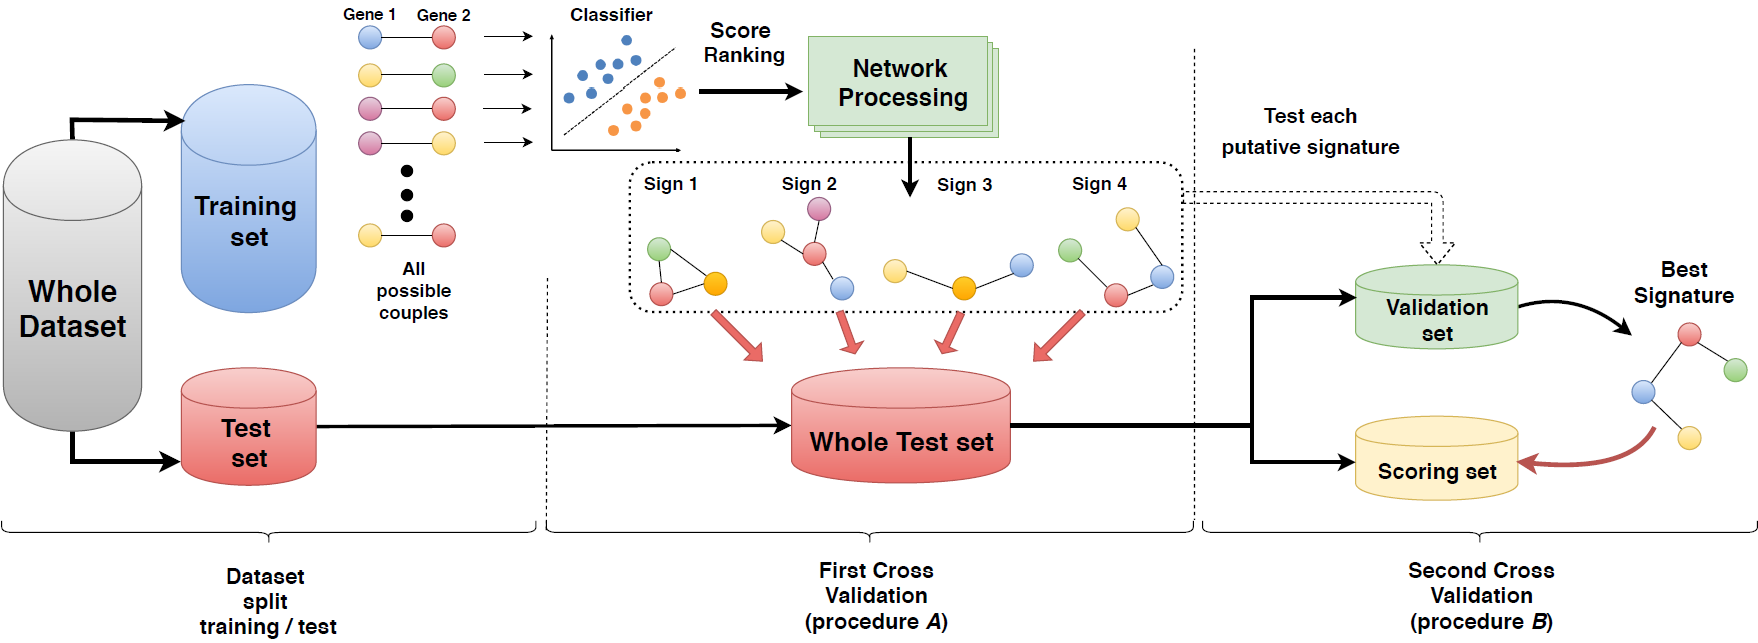 Gene 1
Gene 2
Classifier
Score
Ranking
Network
Processing
Whole
Dataset
Training
set
Test
set
All
possible
couples
Sign 1
Sign 2
Sign 3
Sign 4
Whole Test set
Test each
putative signature
Validation
set
Scoring set
Best
Signature
Dataset
split
training / test
First Cross
Validation
(procedure A)
Second Cross
Validation
(procedure B)